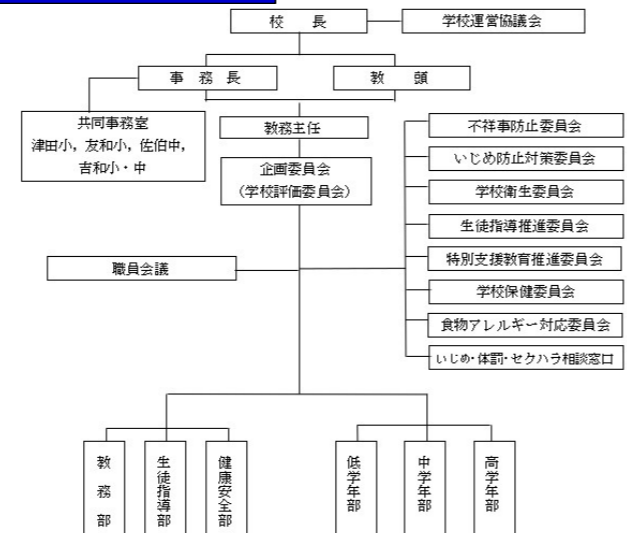 校　長
学校運営協議会
事　務　長
教　頭
共同事務室
津田小，友和小，佐伯中，
吉和小・中
教務主任
企画委員会
（学校評価委員会）
不祥事防止委員会
いじめ防止対策委員会
学校衛生委員会
生徒指導推進委員会
特別支援教育推進委員会
学校保健委員会
食物アレルギー対応委員会
いじめ・体罰・セクハラ相談窓口
職員会議
教　務　部
生徒指導部
健康安全部
低学年部
中学年部
高学年部